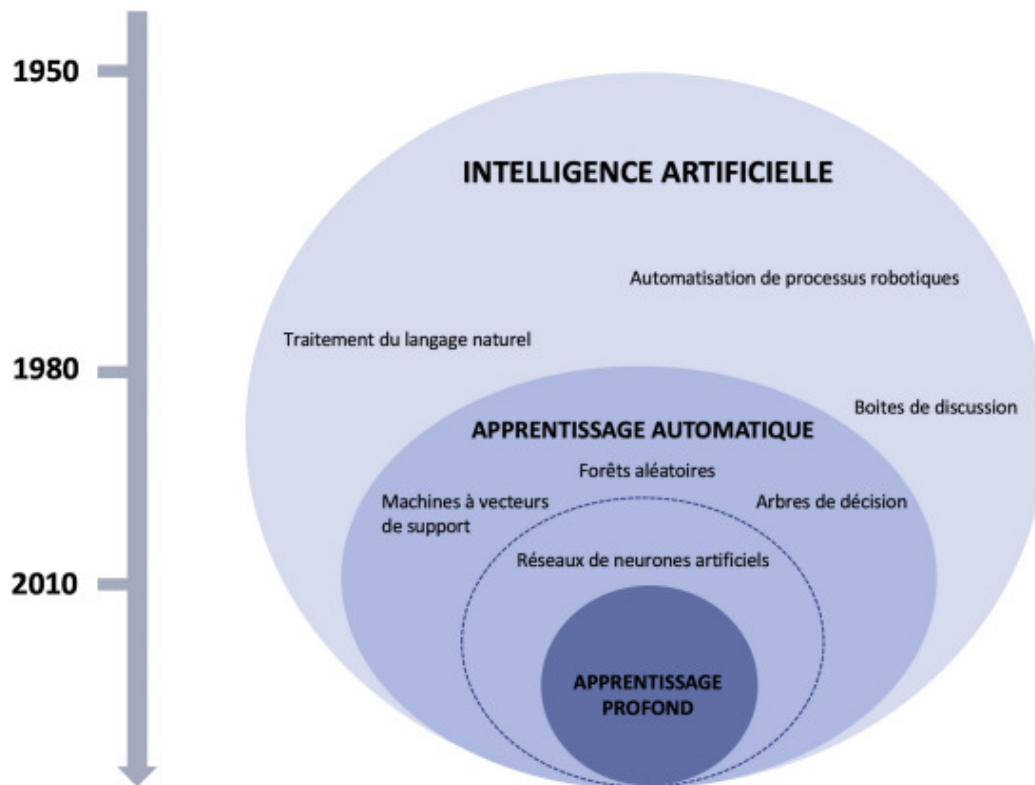 1950
INTELLIGENCE ARTIFICIELLE
Automatisation de processus robotiques
Traitement du langage naturel
1980
Boites de discussion
APPRENTISSAGE AUTOMATIQUE
Forêts aléatoires
Machines à vecteurs
de support
Arbres de décision
Réseaux de neurones artificiels
2010
APPRENTISSAGE
PROFOND